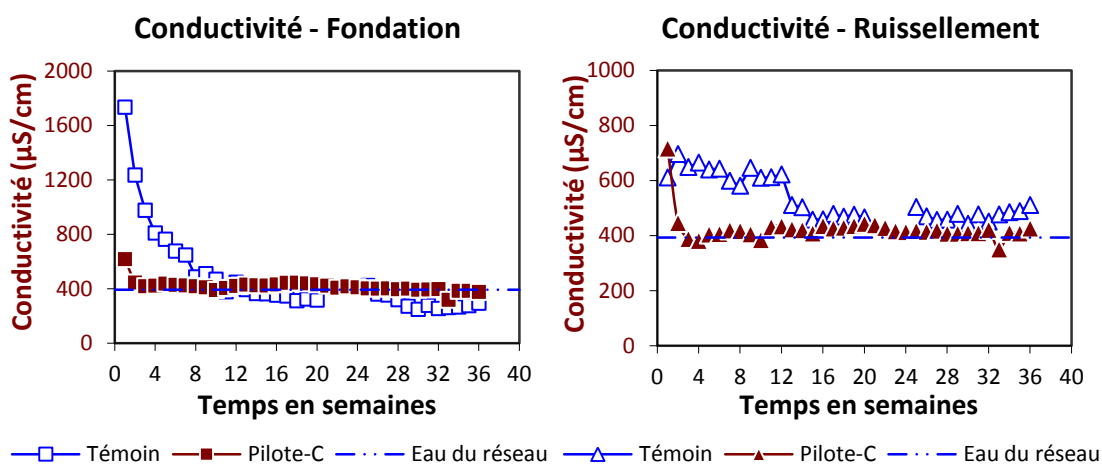 Conductivité - Fondation
Conductivité (µS/cm)
2000
1600
1200
800
400
0
0 4 8 12 16 20 24 28 32 36 40
Temps en semaines
Témoin Pilote-C Eau du réseau
Conductivité - Ruissellement
Conductivité (µS/cm)
1000
800
600
400
200
0
0 4 8 12 16 20 24 28 32 36 40
Temps en semaines
Témoin Pilote-C Eau du réseau